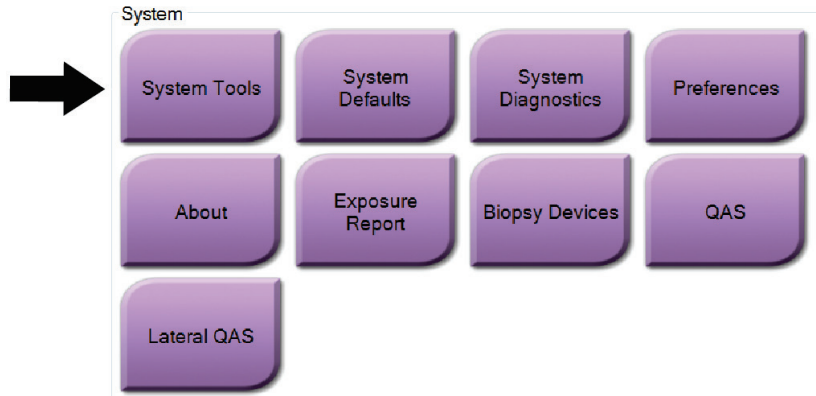 System
System Tools
System
Defaults
System
Diagnostics
Preferences
About
Exposure
Report
Biopsy Devices
QAS
Lateral QAS